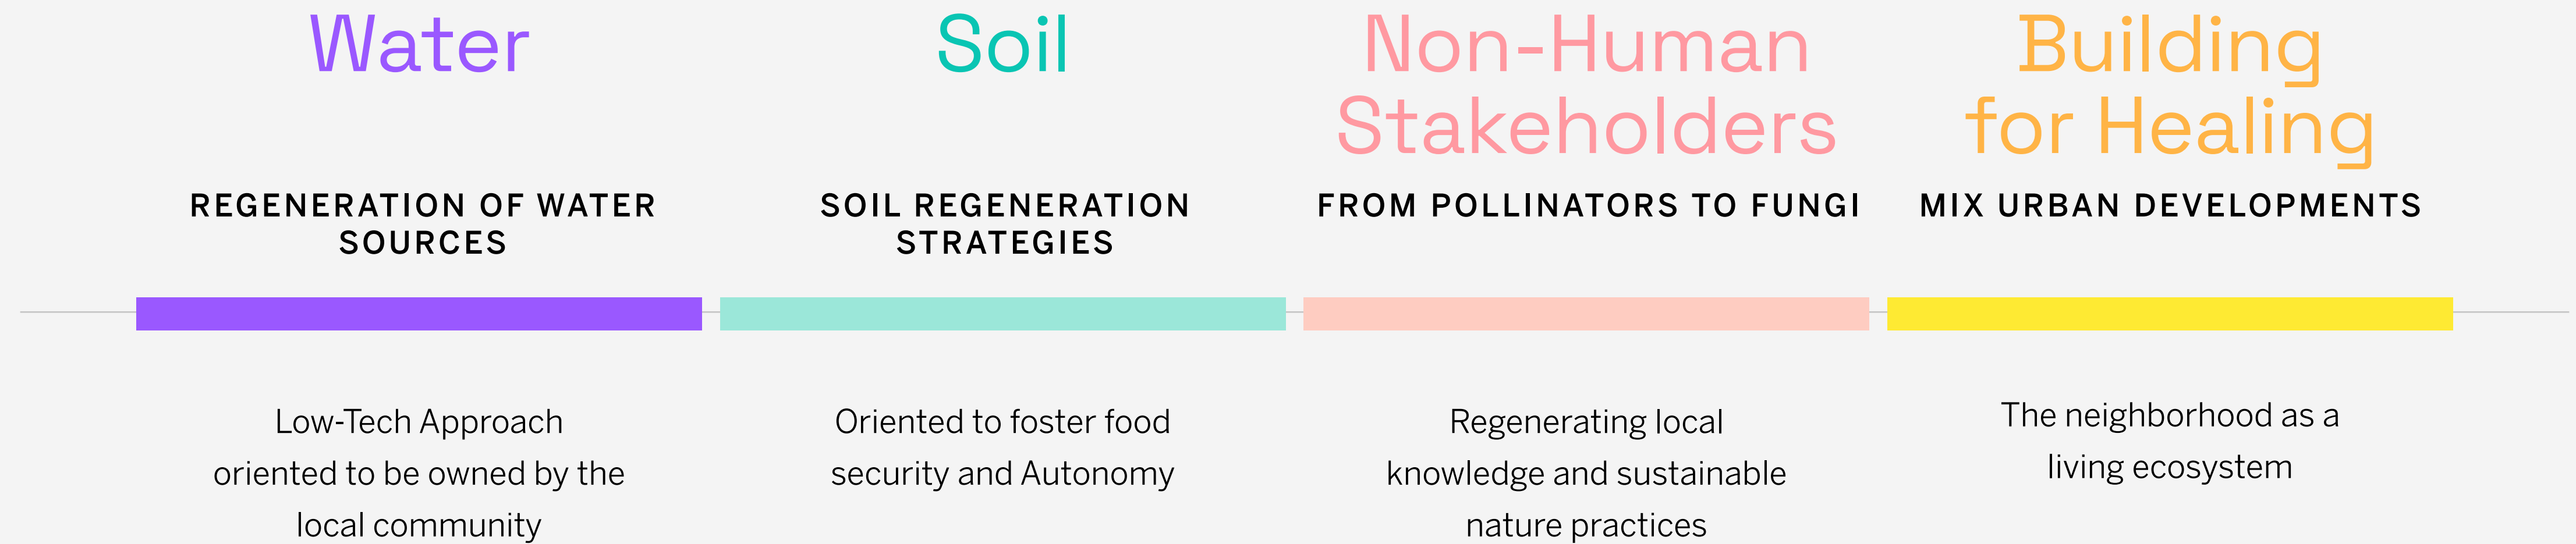 Water
REGENERATION OF WATER
SOURCES
Low-Tech Approach
oriented to be owned by the
local community
Soil
SOIL REGENERATION
STRATEGIES
Oriented to foster food
security and Autonomy
Non-Human
Stakeholders
FROM POLLINATORS TO FUNGI
Regenerating local
knowledge and sustainable
nature practices
Building
for Healing
MIX URBAN DEVELOPMENTS
The neighborhood as a
living ecosystem